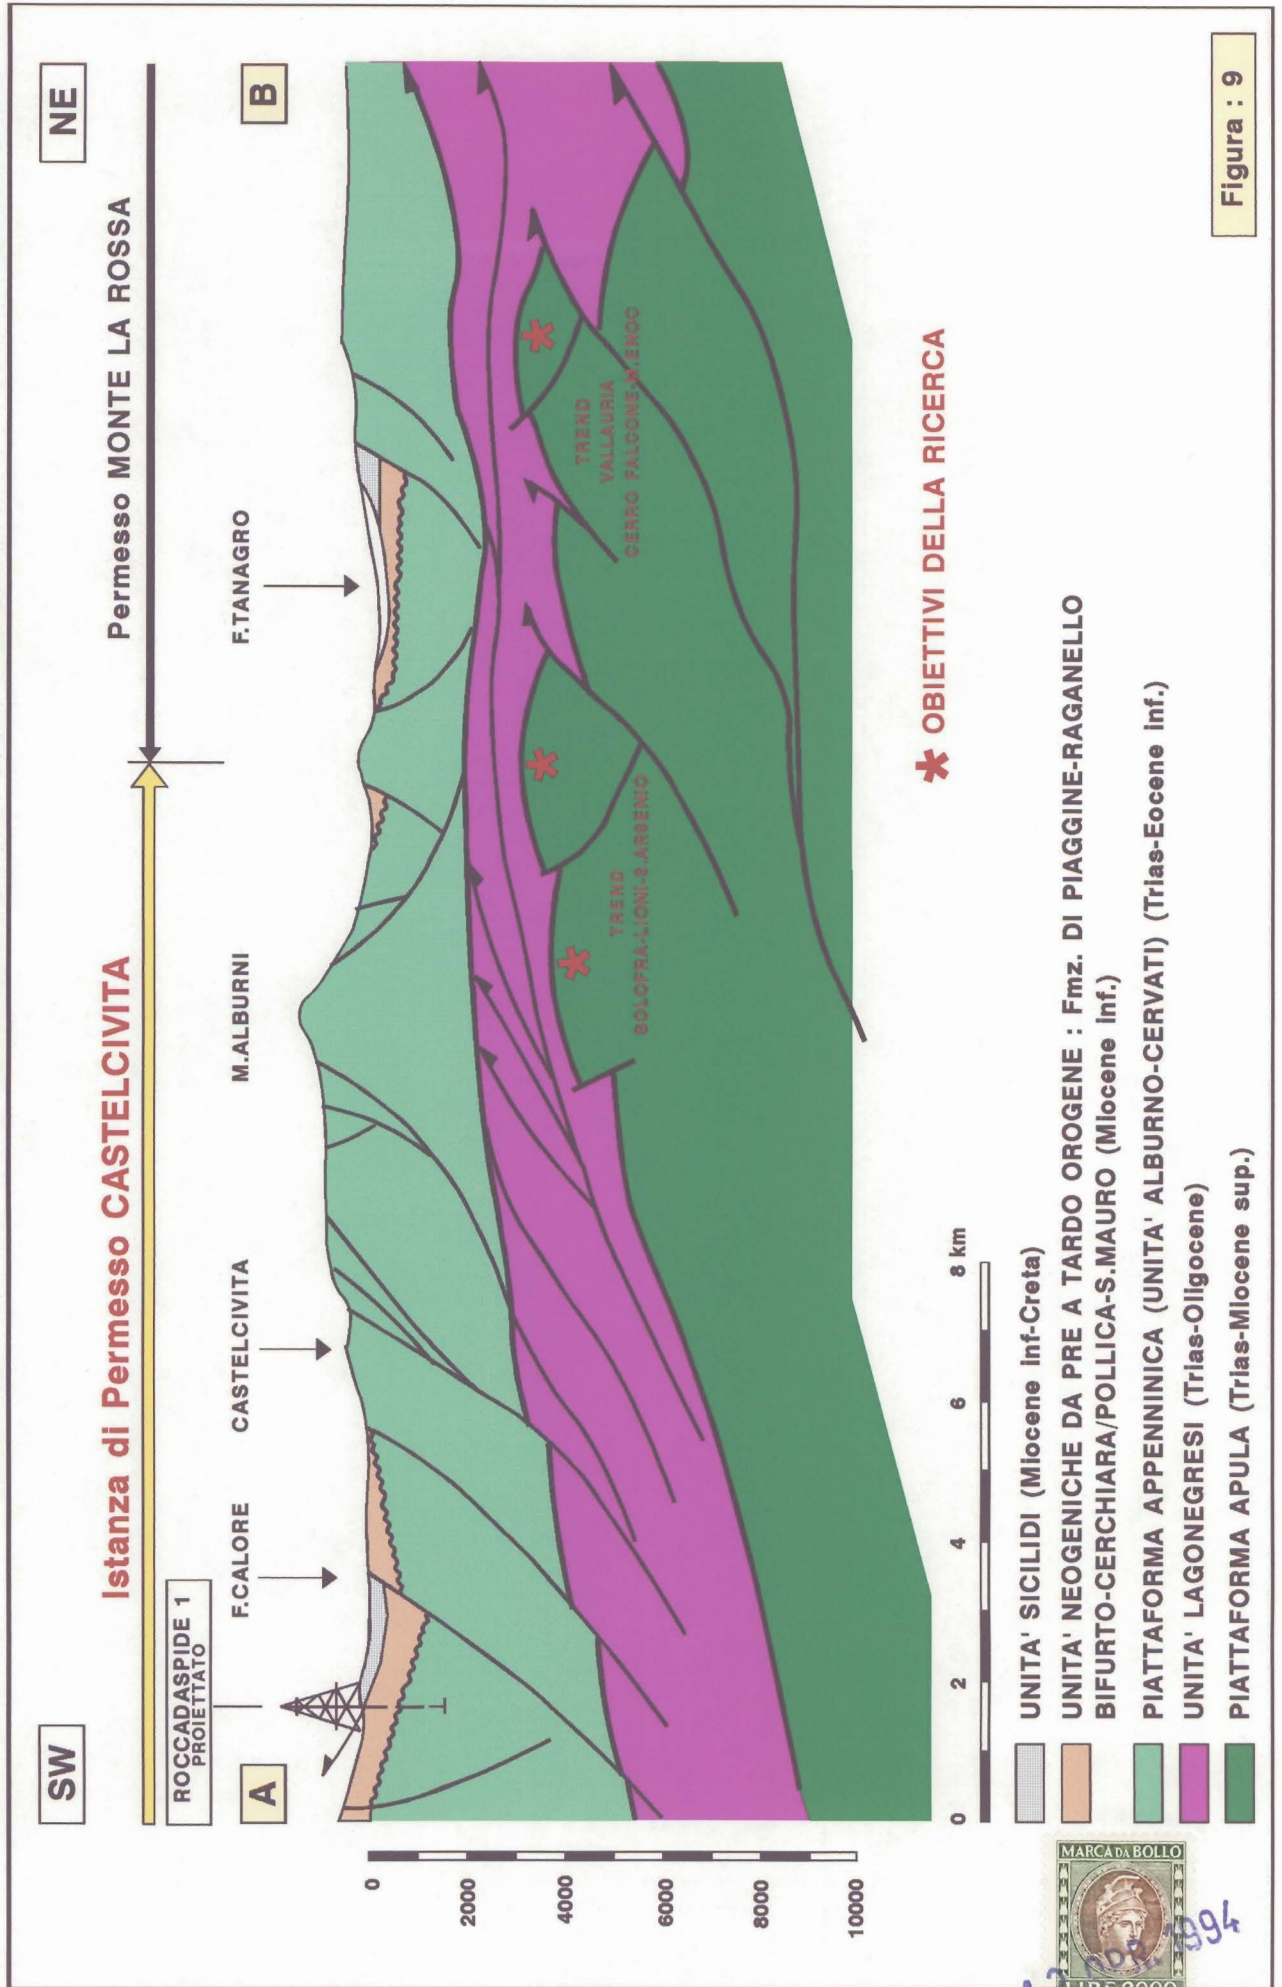 SW
NE
Istanza di Permesso CASTELCIVITA
Permesso MONTE LA ROSSA
ROCCADASPIDE 1
PROIETTATO
A
F.CALORE
CASTELCIVITA
M.ALBURNI
F.TANAGRO
B
0
2000
4000
6000
8000
10000
TREND
SOLOFRA-LIONI-S.ARSENIO
TREND
VALLAURIA
CERRO FALCONE-M.ENOC
0
2
4
6
8 km
* OBIETTIVI DELLA RICERCA
UNITA' SICILIDI (Miocene inf-Creta)
UNITA' NEOGENICHE DA PRE A TARDO OROGENE : Fmz. DI PIAGGINE-RAGANELLO
BIFURTO-CERCHIARA/POLLICA-S.MAURO (Miocene inf.)
PIATTAFORMA APPENNINICA (UNITA' ALBURNO-CERVATI) (Trias-Eocene inf.)
UNITA' LAGONEGRESI (Trias-Oligocene)
PIATTAFORMA APULA (Trias-Miocene sup.)
Figura : 9
MARCA DA BOLLO
APR. 1994